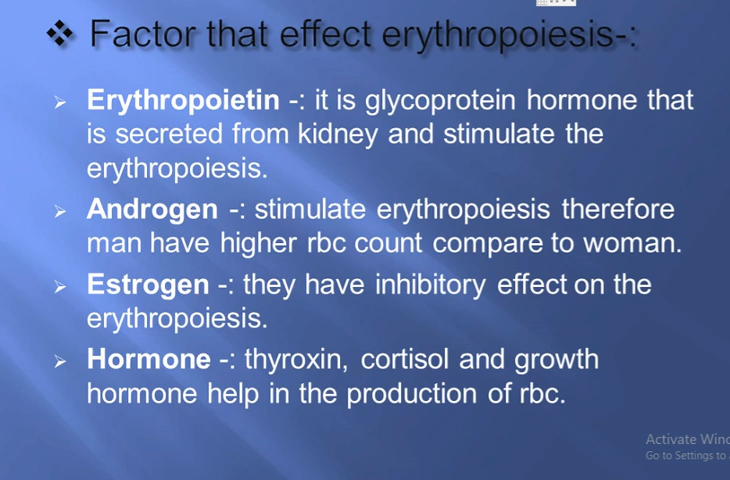 ❖ Factor that effect erythropoiesis-:
➢ Erythropoietin -: it is glycoprotein hormone that
is secreted from kidney and stimulate the
erythropoiesis.
➢ Androgen -: stimulate erythropoiesis therefore
man have higher rbc count compare to woman.
➢ Estrogen -: they have inhibitory effect on the
erythropoiesis.
➢ Hormone -: thyroxin, cortisol and growth
hormone help in the production of rbc.
Activate Wind
Go to Settings to